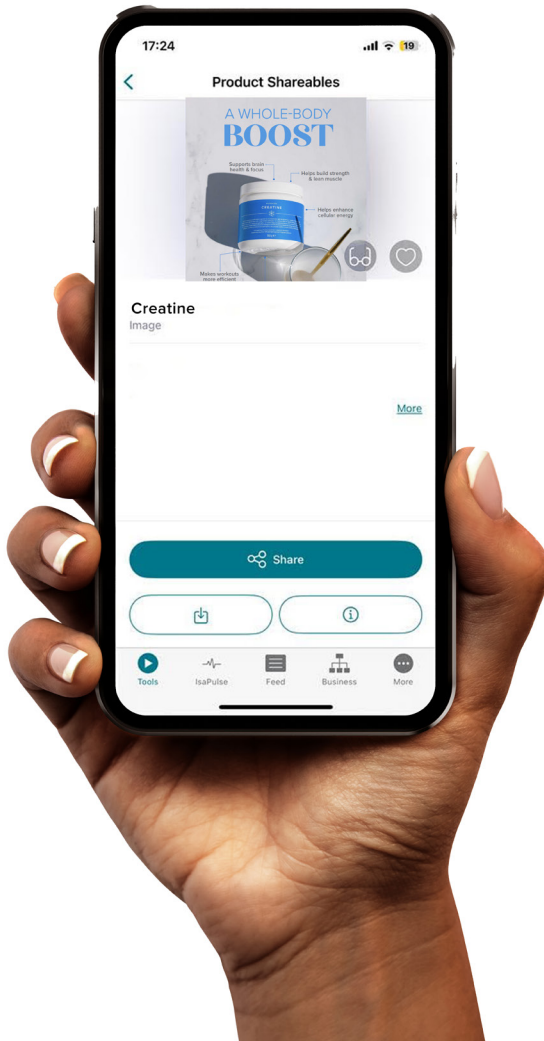 17:24
19
Product Shareables
A WHOLE-BODY
BOOST
Supports brain
health & focus
Helps build strength
& lean muscle
CREATINE
Helps enhance
cellular energy
Makes workouts
more efficient
Creatine
Image
More
Share
Tools
IsaPulse
Feed
Business
More